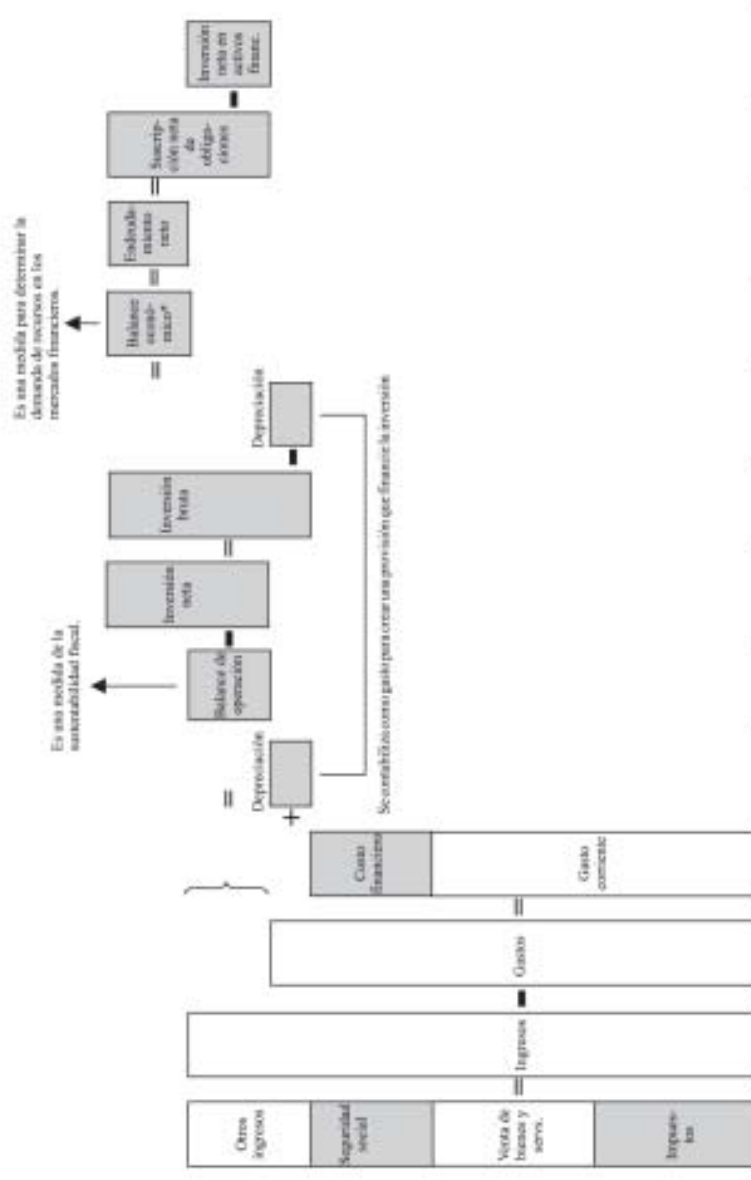 Otros
ingresos
Seguridad
social
Venta de
bienes y
servs.
Impues-
tos
=
Ingresos
-
Gastos
=
Costo
financiero
Gasto
corriente
+
Depreciación
=
Balance de
operación
Es una medida de la
sustentabilidad fiscal.
-
Inversión
neta
=
Inversión
bruta
-
Depreciación
Se contabiliza como gasto para crear una provisión que financie la inversión
=
Balance
econó-
mico*
Es una medida para determinar la
demanda de recursos en los
mercados financieros.
=
Endeuda-
miento
neto
=
Suscrip-
ción neta
de
obliga-
ciones
-
Inversión
neta en
activos
financ.